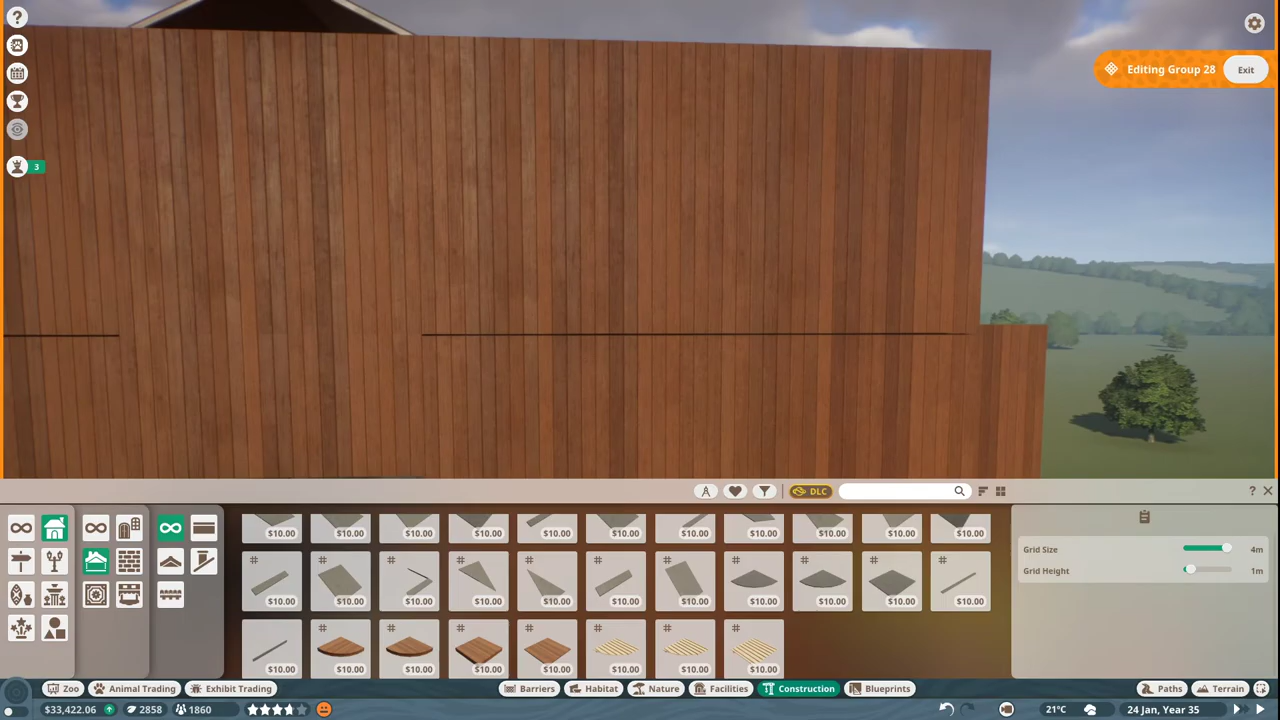 ?
Editing Group 28
Exit
3
DLC
?
$10.00 $10.00 $10.00 $10.00 $10.00 $10.00 $10.00 $10.00 $10.00 $10.00 $10.00
Grid Size 4m
Grid Height 1m
$10.00 $10.00 $10.00 $10.00 $10.00 $10.00 $10.00 $10.00 $10.00 $10.00 $10.00
$10.00 $10.00 $10.00 $10.00 $10.00 $10.00 $10.00 $10.00
Zoo Animal Trading Exhibit Trading Barriers Habitat Nature Facilities Construction Blueprints Paths Terrain
$33,422.06 2858 1860 21°C 24 Jan, Year 35